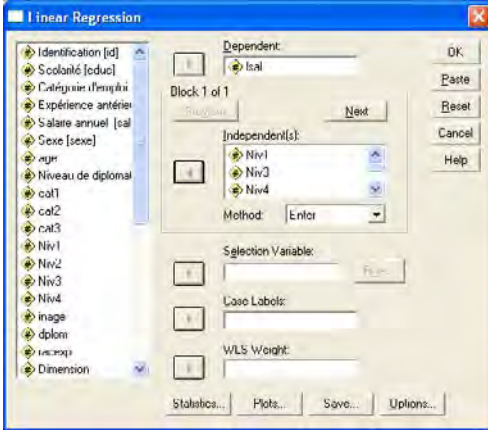 Linear Regression
Identification [id]
Scolarité [educ]
Catégorie d'emploi
Expérience antérieu
Salaire annuel [sal
Sexe [sexe]
age
Niveau de diplomat
cat1
cat2
cat3
Niv1
Niv2
Niv3
Niv4
inage
dplom
racexp
Dimension
Dependent:
lsal
Block 1 of 1
Previous
Next
Independent(s):
Niv1
Niv3
Niv4
Method:
Enter
Selection Variable:
Rule...
Case Labels:
WLS Weight:
Statistics...
Plots...
Save...
Options...
OK
Paste
Reset
Cancel
Help